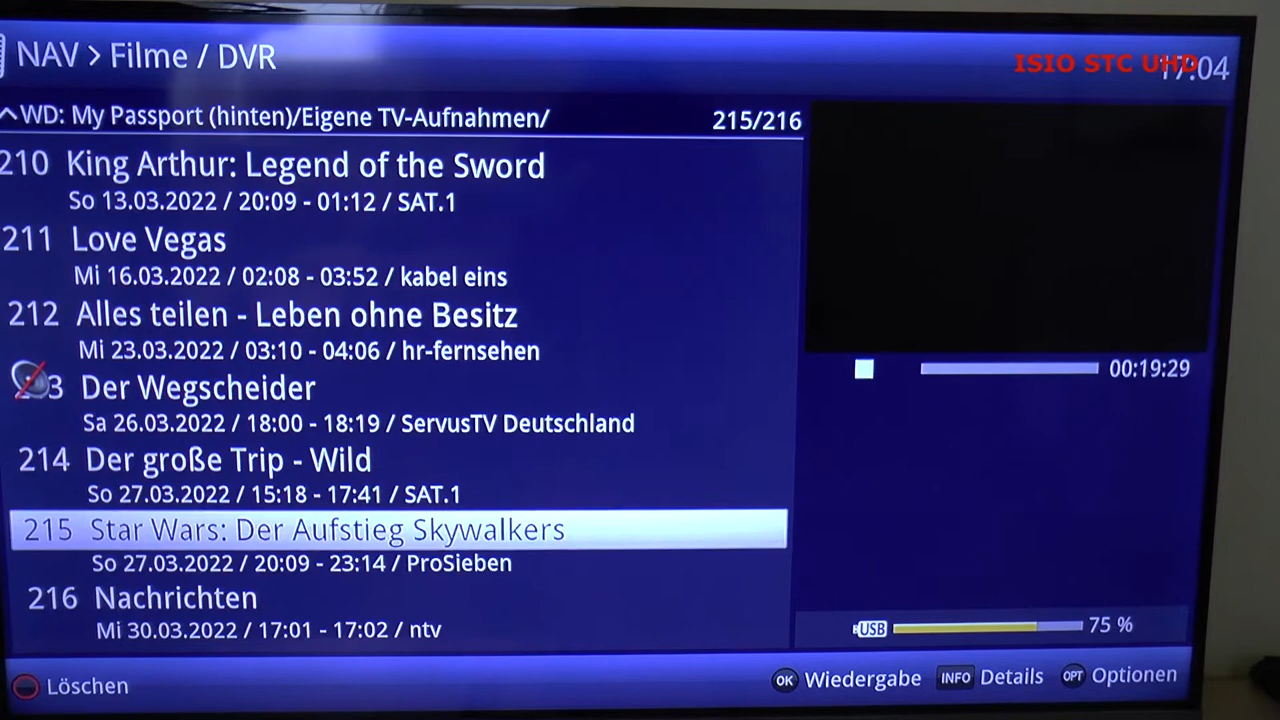 NAV > Filme / DVR
ISIO STC UHD
17:04
^WD: My Passport (hinten)/Eigene TV-Aufnahmen/ 215/216
210 King Arthur: Legend of the Sword
So 13.03.2022 / 20:09 - 01:12 / SAT.1
211 Love Vegas
Mi 16.03.2022 / 02:08 - 03:52 / kabel eins
212 Alles teilen - Leben ohne Besitz
Mi 23.03.2022 / 03:10 - 04:06 / hr-fernsehen
00:19:29
3 Der Wegscheider
Sa 26.03.2022 / 18:00 - 18:19 / ServusTV Deutschland
214 Der große Trip - Wild
So 27.03.2022 / 15:18 - 17:41 / SAT.1
215 Star Wars: Der Aufstieg Skywalkers
So 27.03.2022 / 20:09 - 23:14 / ProSieben
216 Nachrichten
Mi 30.03.2022 / 17:01 - 17:02 / ntv
USB 75 %
Löschen
OK Wiedergabe INFO Details OPT Optionen